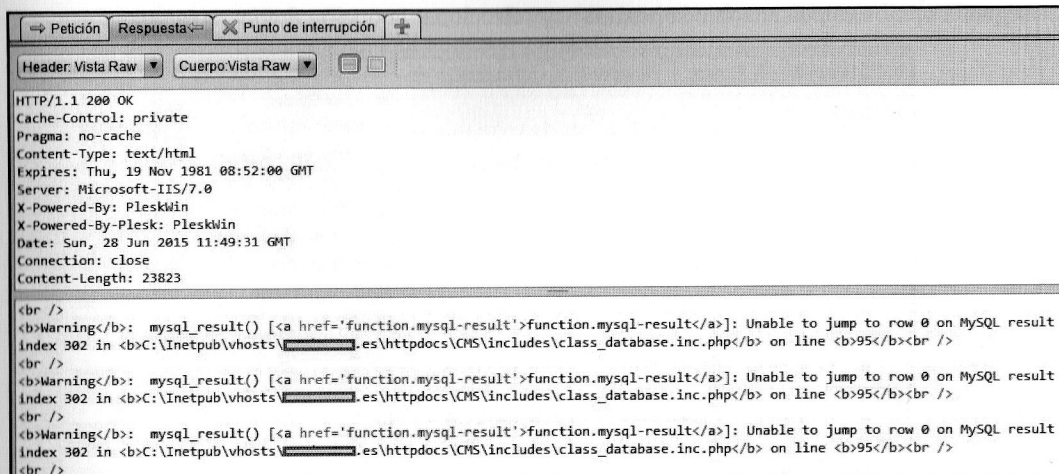 Petición Respuesta Punto de interrupción
Header: Vista Raw Cuerpo:Vista Raw
HTTP/1.1 200 OK
Cache-Control: private
Pragma: no-cache
Content-Type: text/html
Expires: Thu, 19 Nov 1981 08:52:00 GMT
Server: Microsoft-IIS/7.0
X-Powered-By: PleskWin
X-Powered-By-Plesk: PleskWin
Date: Sun, 28 Jun 2015 11:49:31 GMT
Connection: close
Content-Length: 23823
<br />
<b>Warning</b>:  mysql_result() [<a href='function.mysql-result'>function.mysql-result</a>]: Unable to jump to row 0 on MySQL result
index 302 in <b>C:\Inetpub\vhosts\.es\httpdocs\CMS\includes\class_database.inc.php</b> on line <b>95</b><br />
<br />
<b>Warning</b>:  mysql_result() [<a href='function.mysql-result'>function.mysql-result</a>]: Unable to jump to row 0 on MySQL result
index 302 in <b>C:\Inetpub\vhosts\.es\httpdocs\CMS\includes\class_database.inc.php</b> on line <b>95</b><br />
<br />
<b>Warning</b>:  mysql_result() [<a href='function.mysql-result'>function.mysql-result</a>]: Unable to jump to row 0 on MySQL result
index 302 in <b>C:\Inetpub\vhosts\.es\httpdocs\CMS\includes\class_database.inc.php</b> on line <b>95</b><br />
<br />